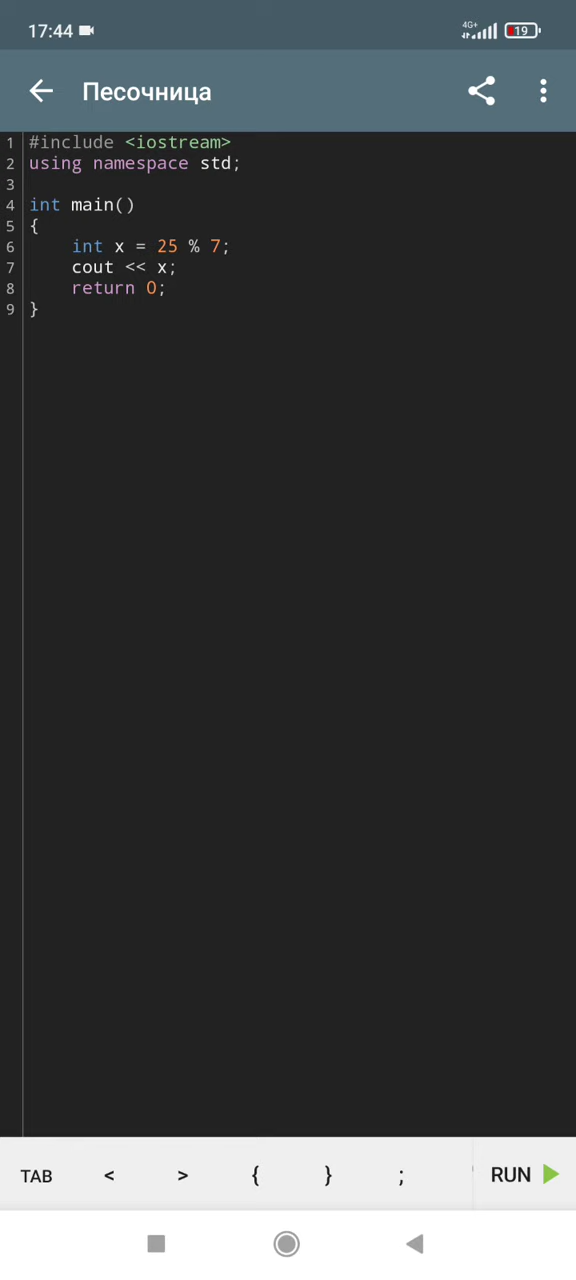 17:44 4G+ 19
Песочница
1 #include <iostream>
2 using namespace std;
3
4 int main()
5 {
6     int x = 25 % 7;
7     cout << x;
8     return 0;
9 }
TAB < > { } ; RUN